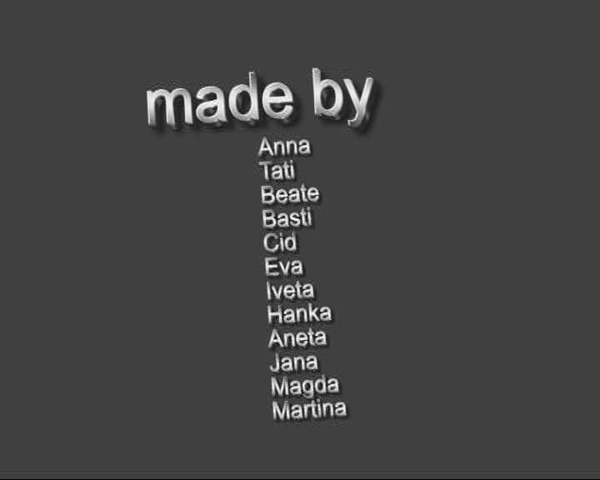 made by
Anna
Tati
Beate
Basti
Cid
Eva
Iveta
Hanka
Aneta
Jana
Magda
Martina